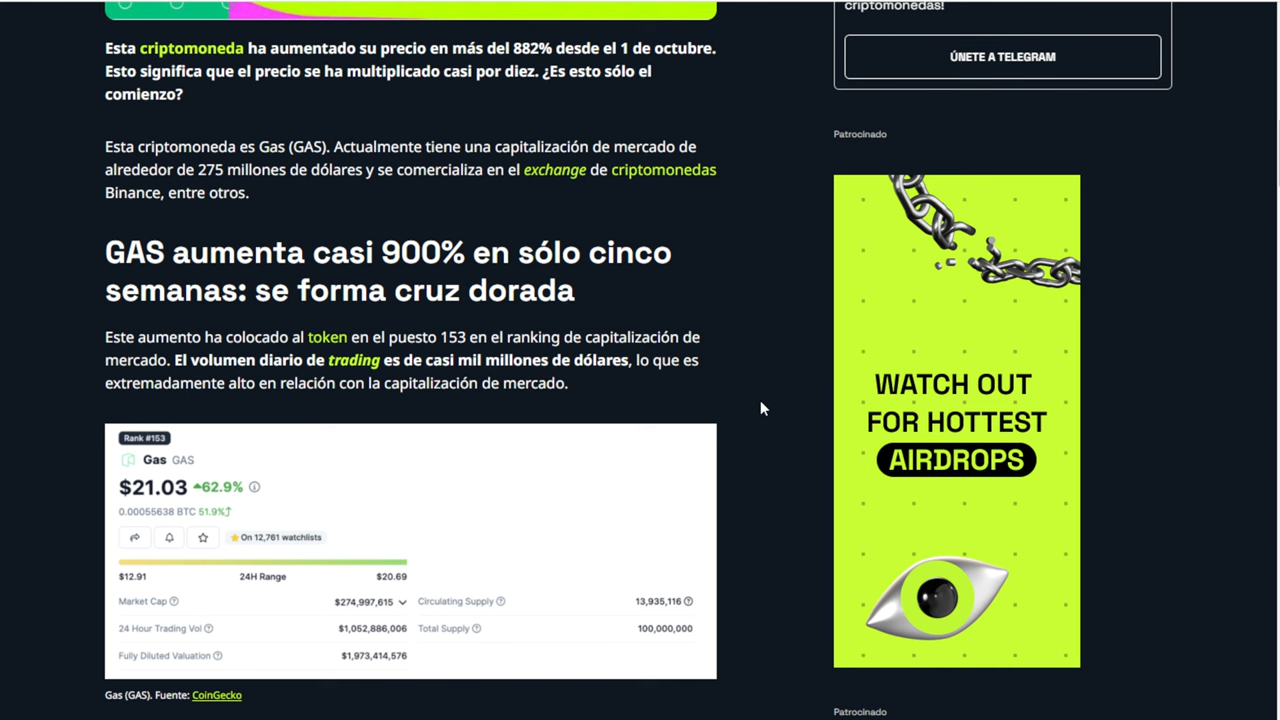 criptomonedas!
ÚNETE A TELEGRAM
Esta criptomoneda ha aumentado su precio en más del 882% desde el 1 de octubre.
Esto significa que el precio se ha multiplicado casi por diez. ¿Es esto sólo el
comienzo?
Esta criptomoneda es Gas (GAS). Actualmente tiene una capitalización de mercado de
alrededor de 275 millones de dólares y se comercializa en el exchange de criptomonedas
Binance, entre otros.
GAS aumenta casi 900% en sólo cinco
semanas: se forma cruz dorada
Este aumento ha colocado al token en el puesto 153 en el ranking de capitalización de
mercado. El volumen diario de trading es de casi mil millones de dólares, lo que es
extremadamente alto en relación con la capitalización de mercado.
Rank #153
Gas GAS
$21.03 62.9%
0.00055638 BTC 51.9%
On 12,761 watchlists
$12.91 24H Range $20.69
Market Cap $274,997,615 Circulating Supply 13,935,116
24 Hour Trading Vol $1,052,886,006 Total Supply 100,000,000
Fully Diluted Valuation $1,973,414,576
Gas (GAS). Fuente: CoinGecko
Patrocinado
WATCH OUT
FOR HOTTEST
AIRDROPS
Patrocinado